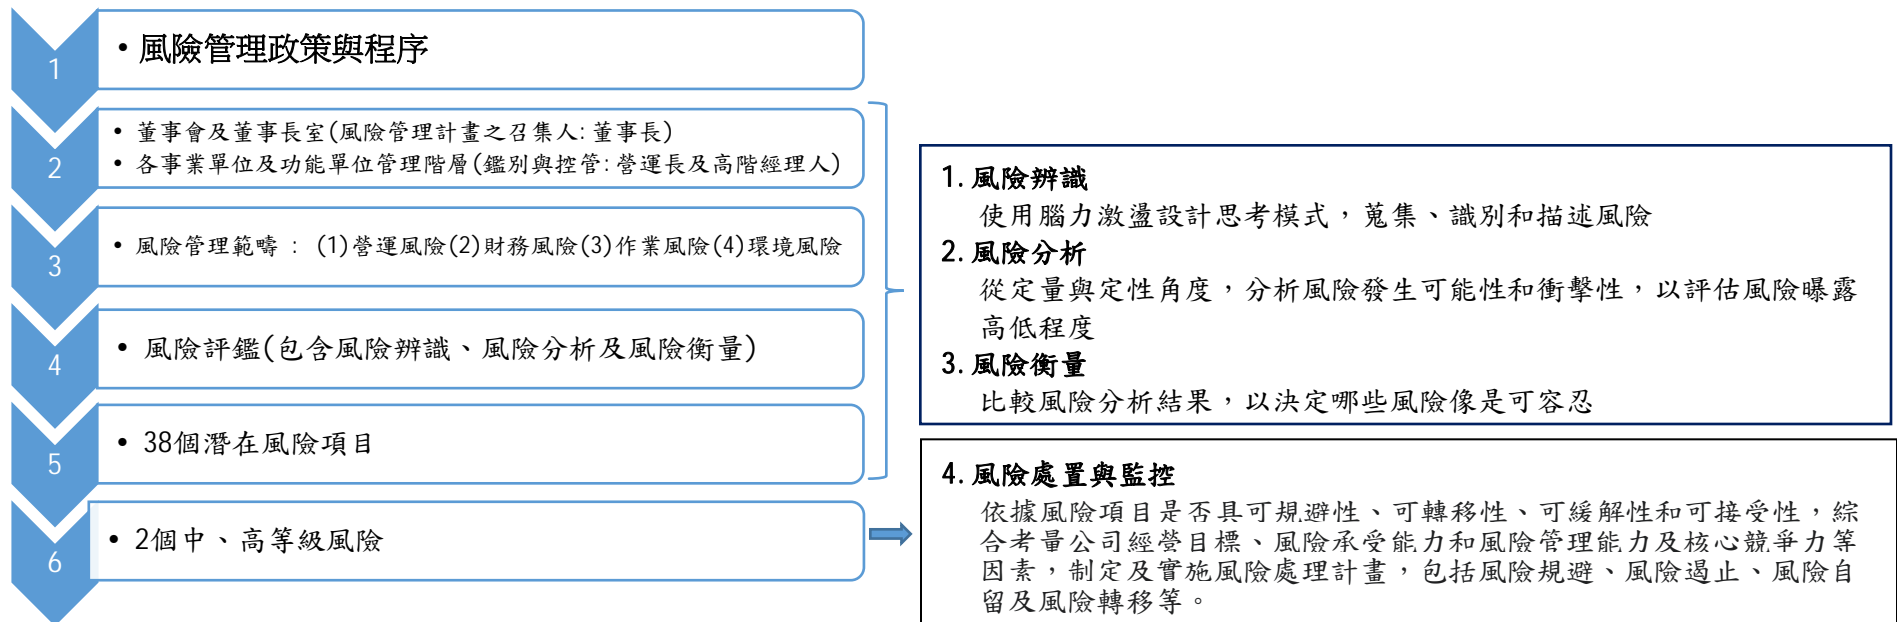 1
• 風險管理政策與程序
2
• 董事會及董事長室(風險管理計畫之召集人:董事長)
• 各事業單位及功能單位管理階層(鑑別與控管:營運長及高階經理人)
3
• 風險管理範疇 : (1)營運風險(2)財務風險(3)作業風險(4)環境風險
4
• 風險評鑑(包含風險辨識、風險分析及風險衡量)
5
• 38個潛在風險項目
6
• 2個中、高等級風險
1.風險辨識
使用腦力激盪設計思考模式，蒐集、識別和描述風險
2.風險分析
從定量與定性角度，分析風險發生可能性和衝擊性，以評估風險曝露
高低程度
3.風險衡量
比較風險分析結果，以決定哪些風險像是可容忍
4.風險處置與監控
依據風險項目是否具可規避性、可轉移性、可緩解性和可接受性，綜
合考量公司經營目標、風險承受能力和風險管理能力及核心競爭力等
因素，制定及實施風險處理計畫，包括風險規避、風險遏止、風險自
留及風險轉移等。